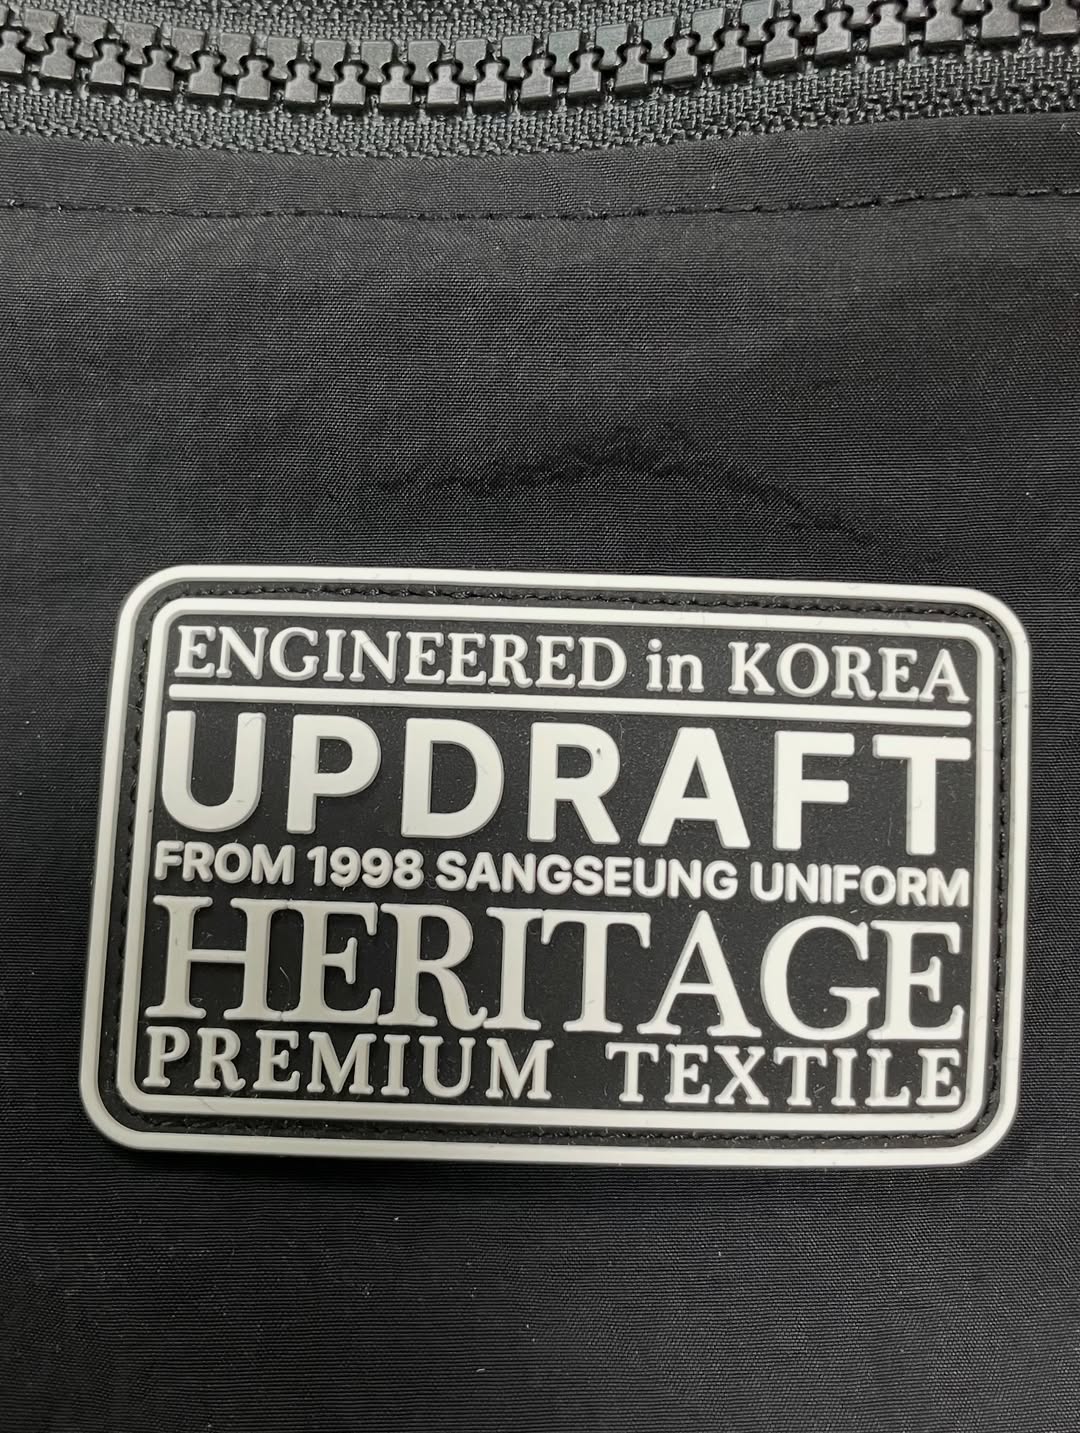 ENGINEERED in KOREA
UPDRAFT
FROM 1998 SANGSEUNG UNIFORM
HERITAGE
PREMIUM TEXTILE